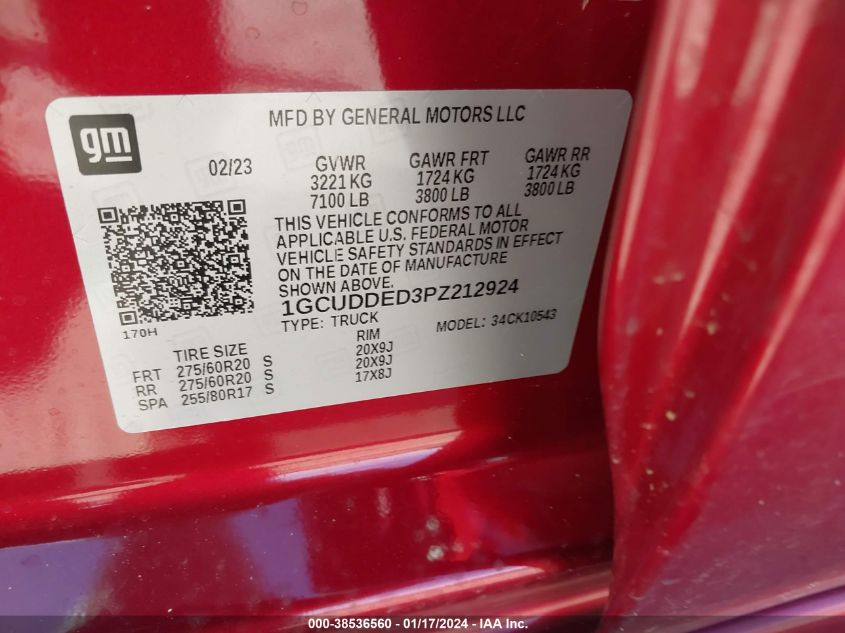 gm
MFD BY GENERAL MOTORS LLC
02/23 GVWR GAWR FRT GAWR RR
3221 KG 1724 KG 1724 KG
7100 LB 3800 LB 3800 LB
THIS VEHICLE CONFORMS TO ALL
APPLICABLE U.S. FEDERAL MOTOR
VEHICLE SAFETY STANDARDS IN EFFECT
ON THE DATE OF MANUFACTURE
SHOWN ABOVE.
1GCUDDED3PZ212924
170H TYPE: TRUCK MODEL: 34CK10543
TIRE SIZE RIM
FRT 275/60R20 S 20X9J
RR 275/60R20 S 20X9J
SPA 255/80R17 S 17X8J
000-38536560 — 01/17/2024 — IAA Inc.